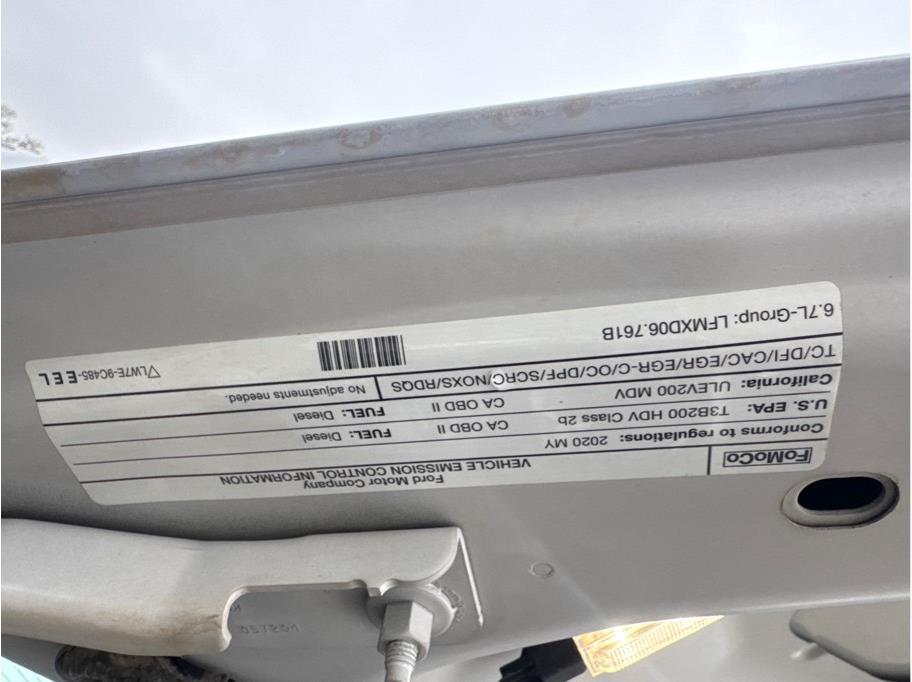 FoMoCo
Ford Motor Company
VEHICLE EMISSION CONTROL INFORMATION
Conforms to regulations: 2020 MY
U.S. EPA: T3B200 HDV Class 2b CA OBD II FUEL: Diesel
California: ULEV200 MDV CA OBD II FUEL: Diesel
TC/DFI/CAC/EGR/EGR-C/OC/DPF/SCRC/NOXS/RDQS No adjustments needed.
6.7L-Group: LFMXD06.761B LW7E-9C485-EEL